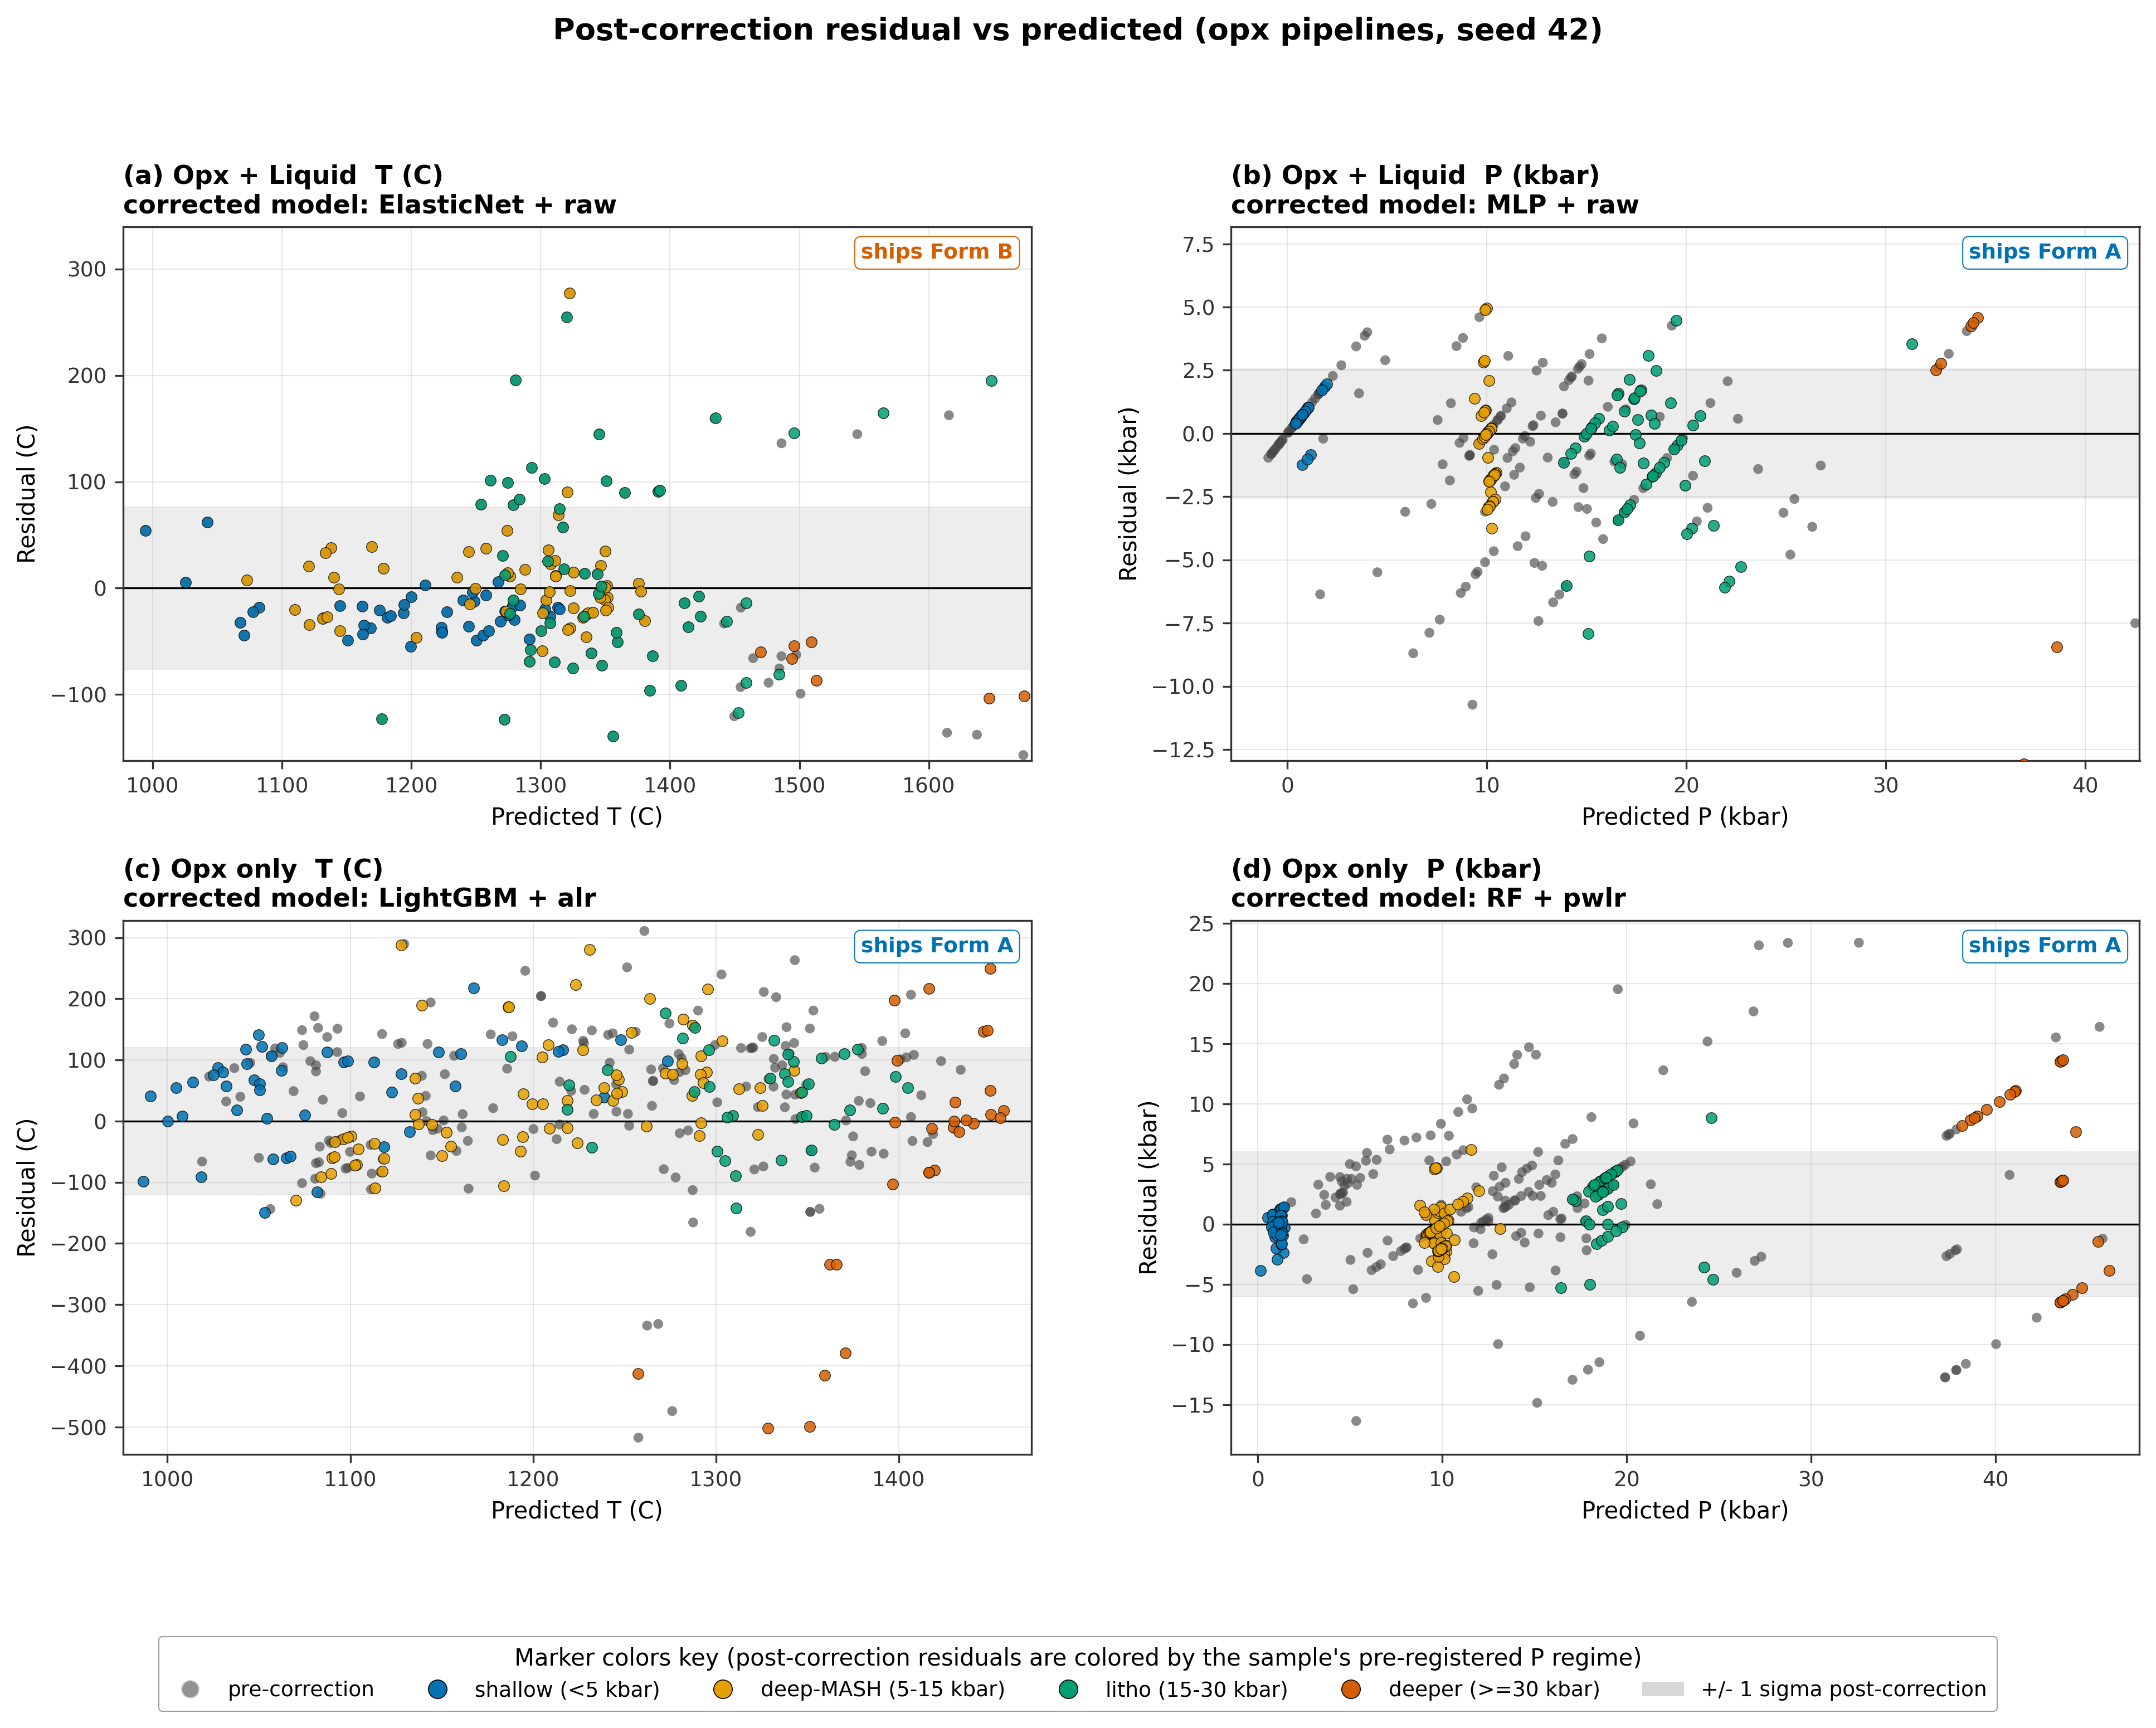 Post-correction residual vs predicted (opx pipelines, seed 42)
(a) Opx + Liquid  T (C)
corrected model: ElasticNet + raw
ships Form B
300
200
100
0
−100
Residual (C)
1000 1100 1200 1300 1400 1500 1600
Predicted T (C)
(b) Opx + Liquid  P (kbar)
corrected model: MLP + raw
ships Form A
7.5
5.0
2.5
0.0
−2.5
−5.0
−7.5
−10.0
−12.5
Residual (kbar)
0 10 20 30 40
Predicted P (kbar)
(c) Opx only  T (C)
corrected model: LightGBM + alr
ships Form A
300
200
100
0
−100
−200
−300
−400
−500
Residual (C)
1000 1100 1200 1300 1400
Predicted T (C)
(d) Opx only  P (kbar)
corrected model: RF + pwlr
ships Form A
25
20
15
10
5
0
−5
−10
−15
Residual (kbar)
0 10 20 30 40
Predicted P (kbar)
Marker colors key (post-correction residuals are colored by the sample's pre-registered P regime)
pre-correction shallow (<5 kbar) deep-MASH (5-15 kbar) litho (15-30 kbar) deeper (>=30 kbar) +/- 1 sigma post-correction